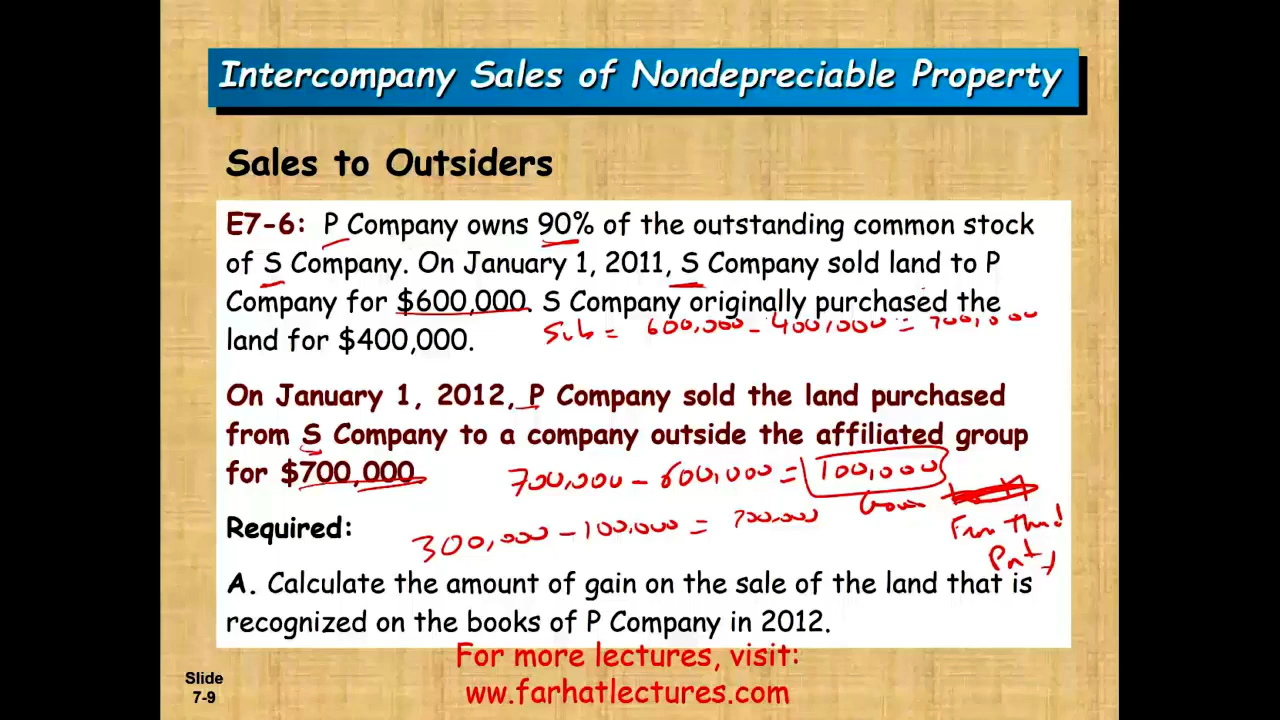 Intercompany Sales of Nondepreciable Property
Sales to Outsiders
E7-6: P Company owns 90% of the outstanding common stock
of S Company. On January 1, 2011, S Company sold land to P
Company for $600,000. S Company originally purchased the
Sub = 600,000 - 400,000 = 200,000
land for $400,000.
On January 1, 2012, P Company sold the land purchased
from S Company to a company outside the affiliated group
for $700,000
700,000 - 600,000 = 100,000
Gain
From Third
Party
Required:
300,000 - 100,000 = 200,000
A. Calculate the amount of gain on the sale of the land that is
recognized on the books of P Company in 2012.
For more lectures, visit:
ww.farhatlectures.com
Slide
7-9